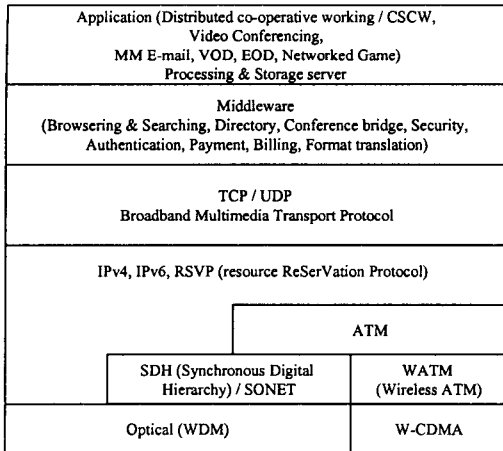 Application (Distributed co-operative working / CSCW,
Video Conferencing,
MM E-mail, VOD, EOD, Networked Game)
Processing & Storage server
Middleware
(Browsering & Searching, Directory, Conference bridge, Security,
Authentication, Payment, Billing, Format translation)
TCP / UDP
Broadband Multimedia Transport Protocol
IPv4, IPv6, RSVP (resource ReSerVation Protocol)
ATM
SDH (Synchronous Digital
Hierarchy) / SONET
WATM
(Wireless ATM)
Optical (WDM)
W-CDMA